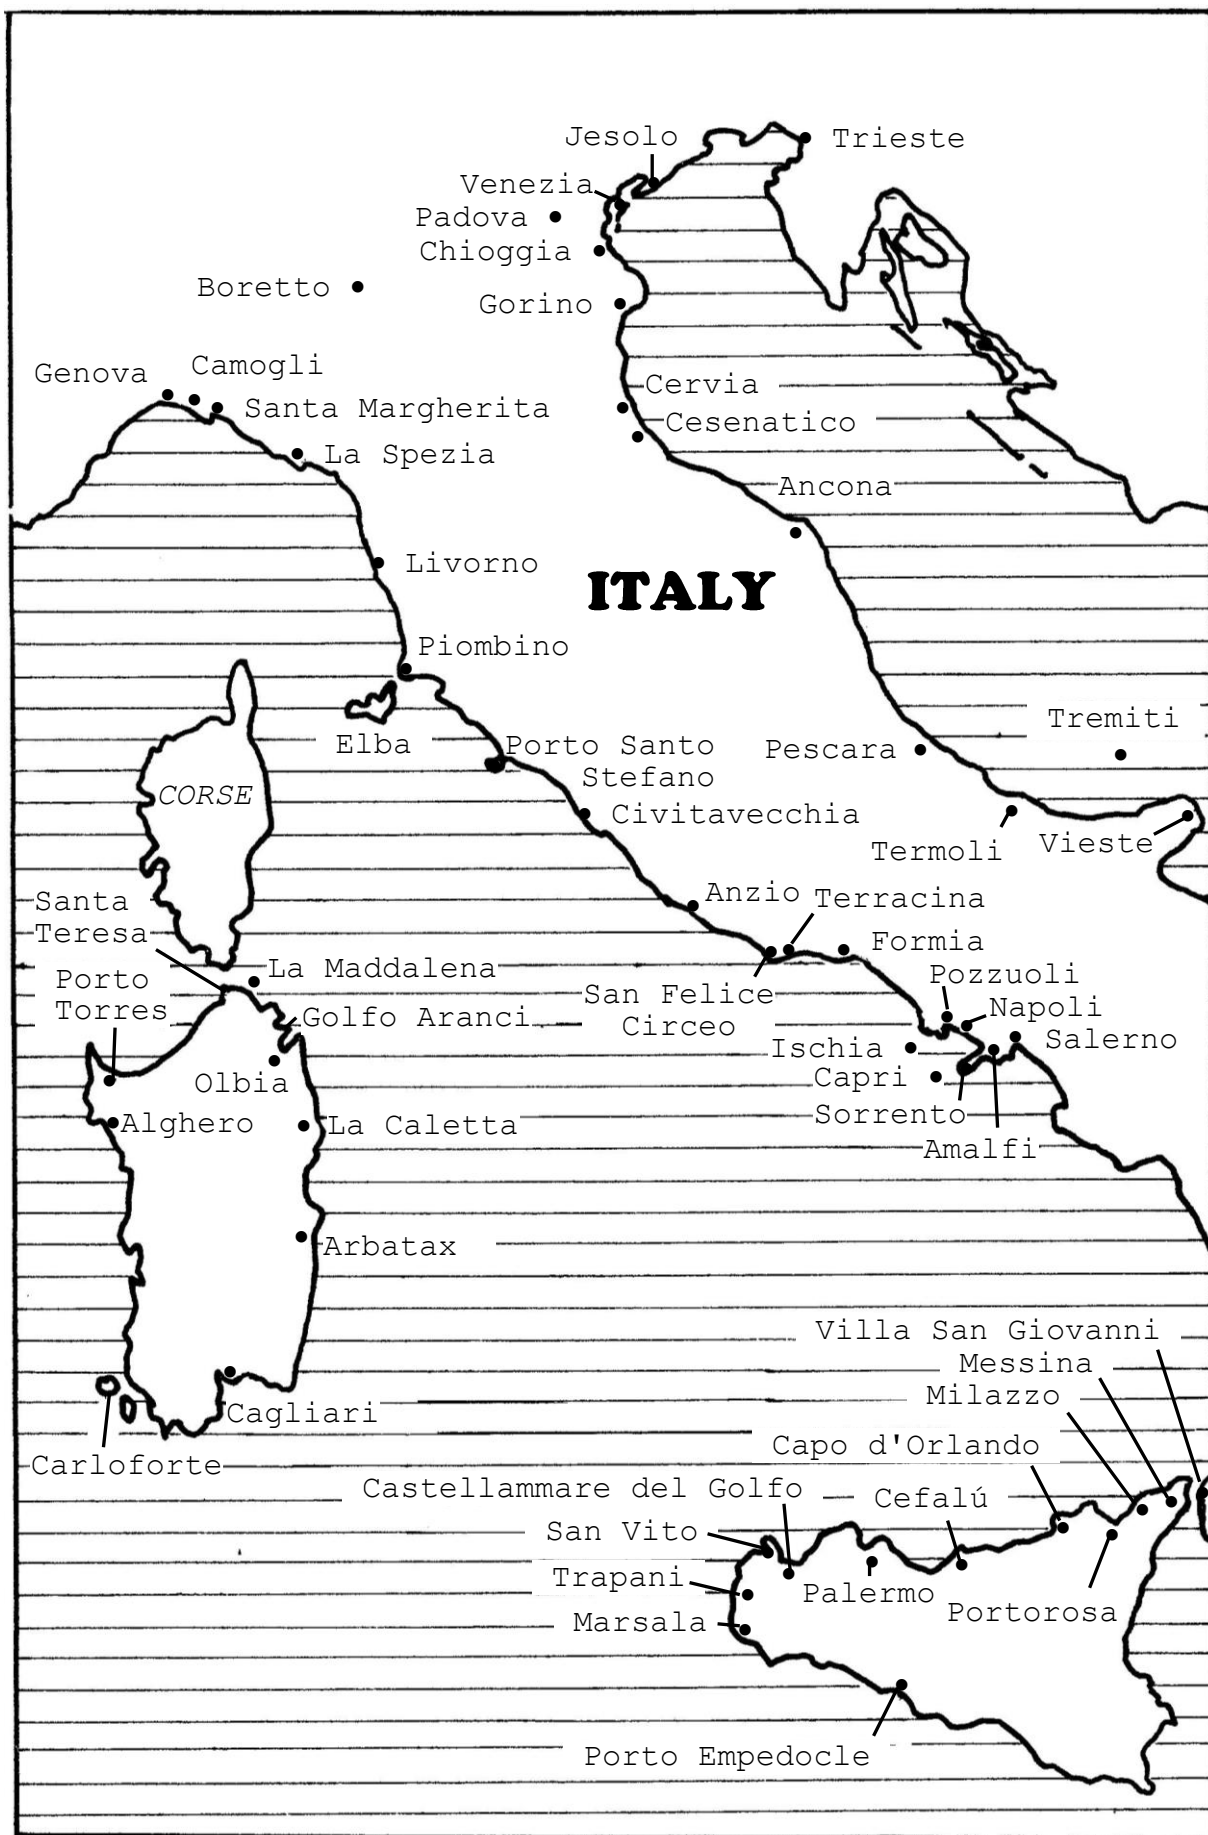 Jesolo
Trieste
Venezia
Padova
Chioggia
Boretto
Gorino
Genova
Camogli
Santa Margherita
La Spezia
Cervia
Cesenatico
Ancona
Livorno
ITALY
Piombino
Elba
Porto Santo
Stefano
Pescara
Tremiti
CORSE
Civitavecchia
Termoli
Vieste
Santa
Teresa
Anzio
Terracina
Porto
Torres
La Maddalena
Formia
San Felice
Circeo
Pozzuoli
Golfo Aranci
Napoli
Salerno
Olbia
Ischia
Capri
Alghero
La Caletta
Sorrento
Amalfi
Arbatax
Villa San Giovanni
Messina
Milazzo
Cagliari
Capo d'Orlando
Carloforte
Castellammare del Golfo
Cefalú
San Vito
Trapani
Palermo
Portorosa
Marsala
Porto Empedocle